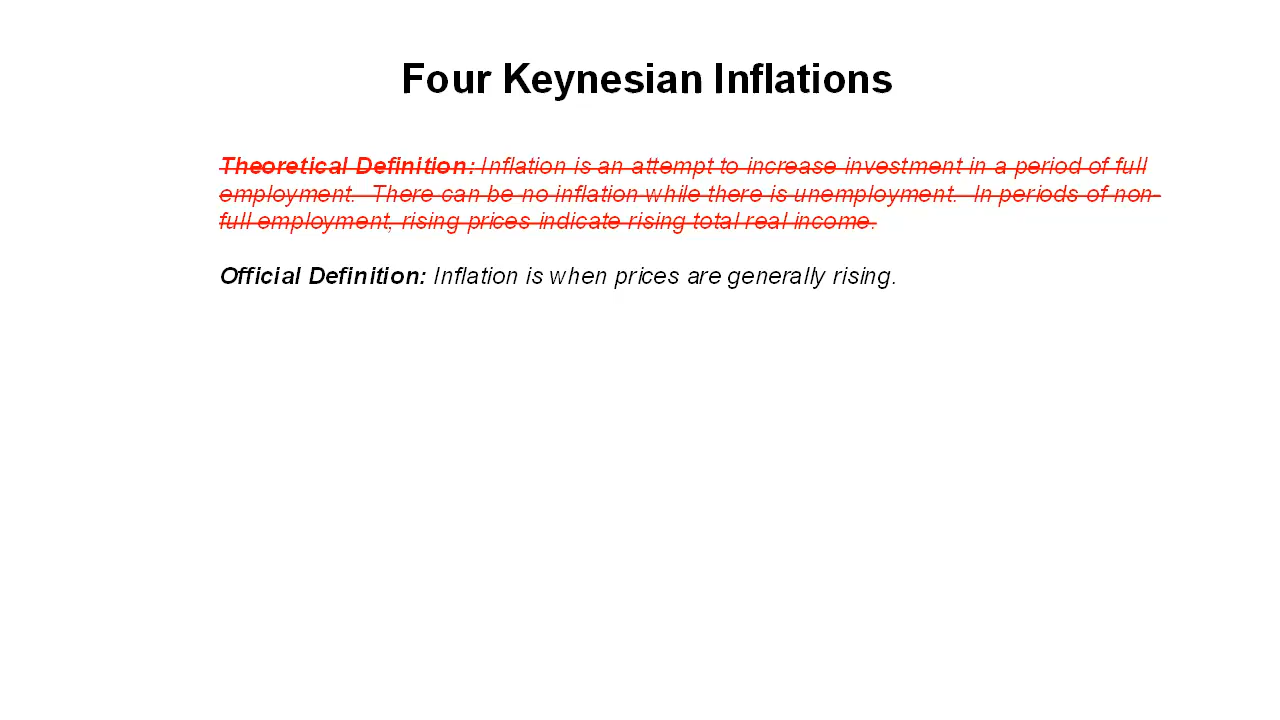 Four Keynesian Inflations
Theoretical Definition: Inflation is an attempt to increase investment in a period of full
employment.  There can be no inflation while there is unemployment.  In periods of non-
full employment, rising prices indicate rising total real income.
Official Definition: Inflation is when prices are generally rising.